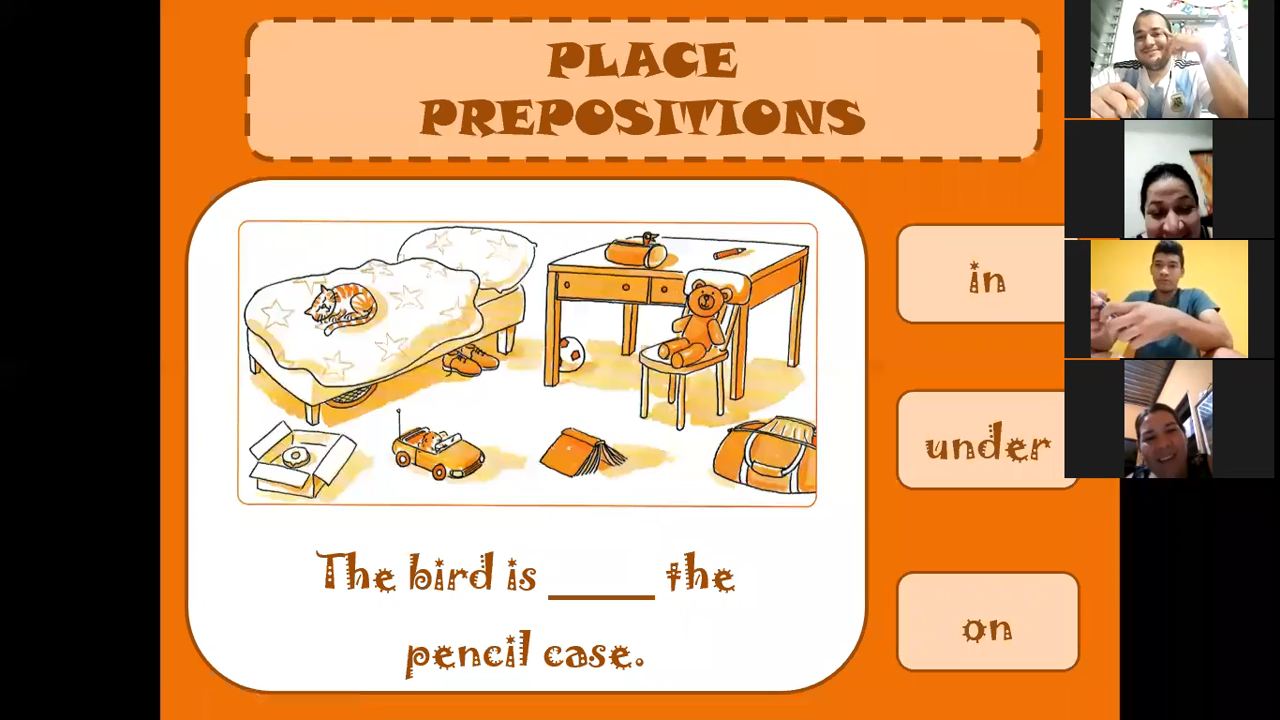 PLACE
PREPOSITIONS
in
under
on
The bird is _____ the
pencil case.